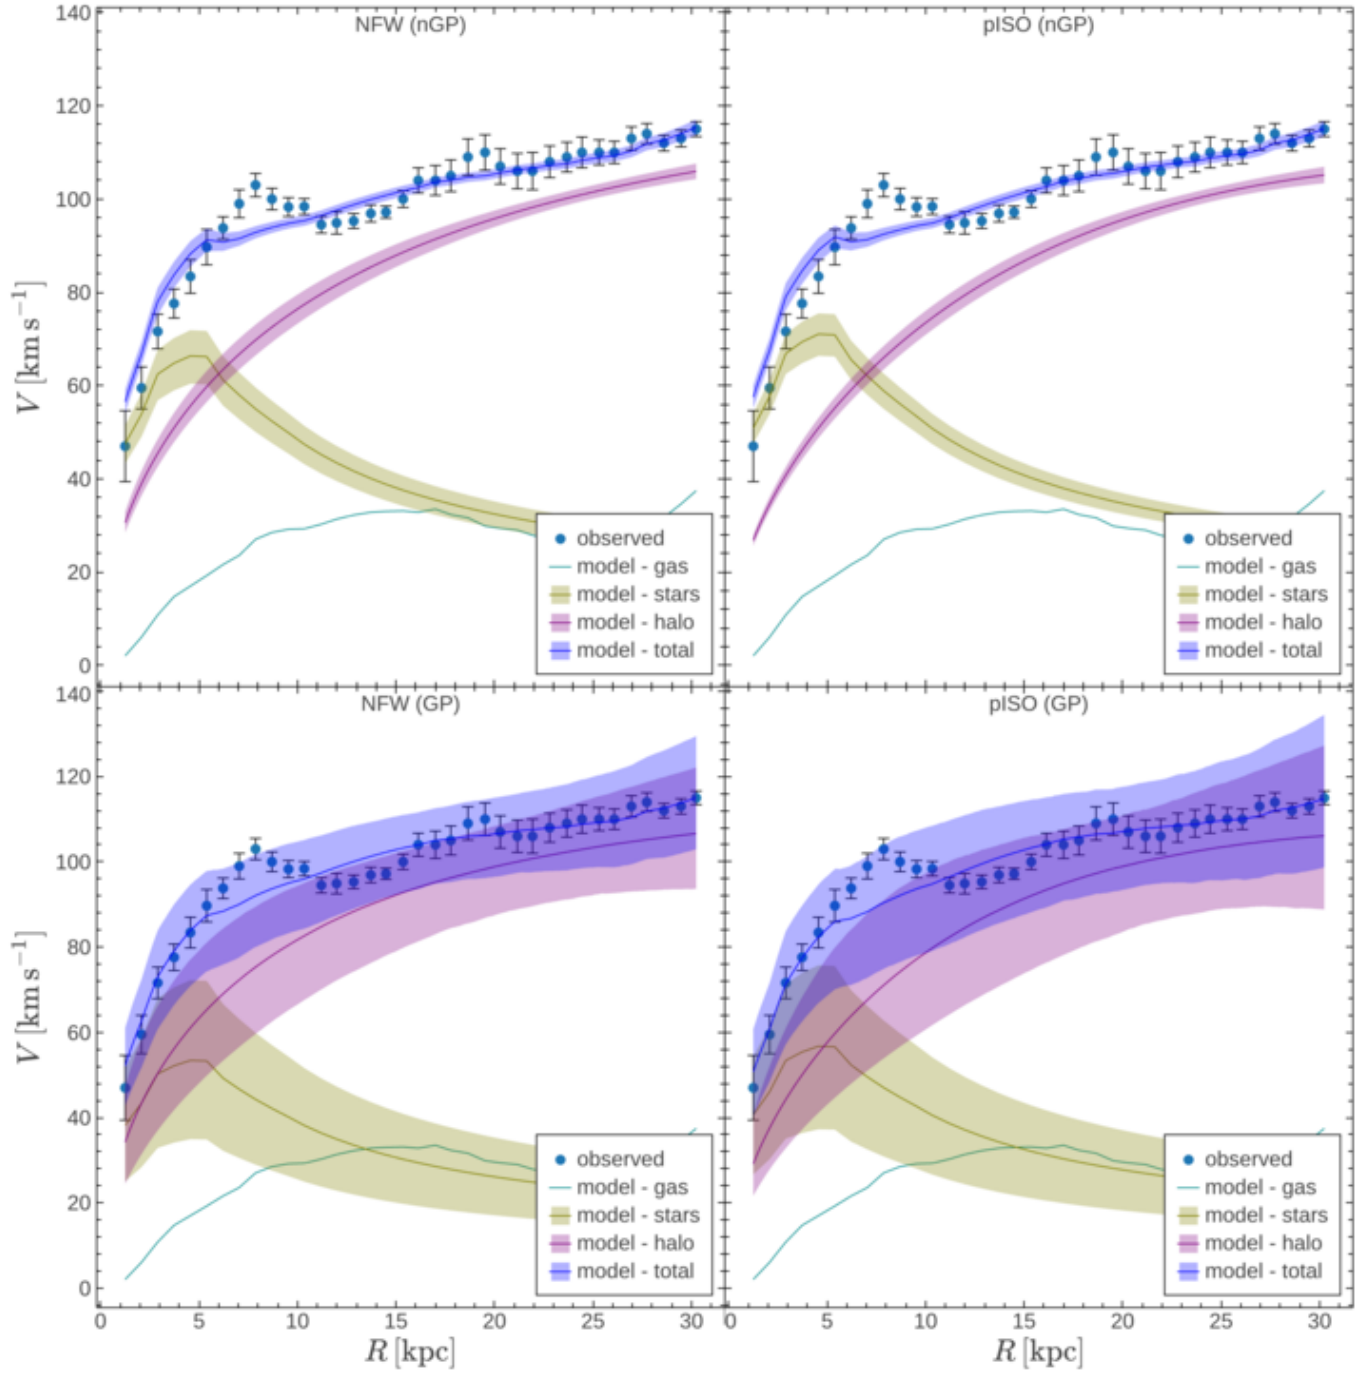 NFW (nGP)
pISO (nGP)
140
120
100
80
60
40
20
0
V [km s⁻¹]
observed
model - gas
model - stars
model - halo
model - total
observed
model - gas
model - stars
model - halo
model - total
NFW (GP)
pISO (GP)
140
120
100
80
60
40
20
0
V [km s⁻¹]
observed
model - gas
model - stars
model - halo
model - total
observed
model - gas
model - stars
model - halo
model - total
0 5 10 15 20 25 30
0 5 10 15 20 25 30
R [kpc]
R [kpc]